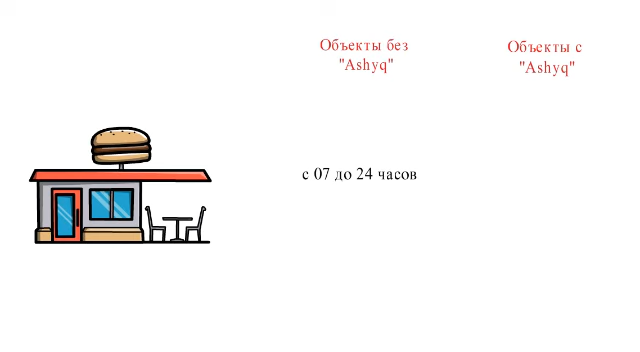 Объекты без
"Ashyq"
Объекты с
"Ashyq"
с 07 до 24 часов